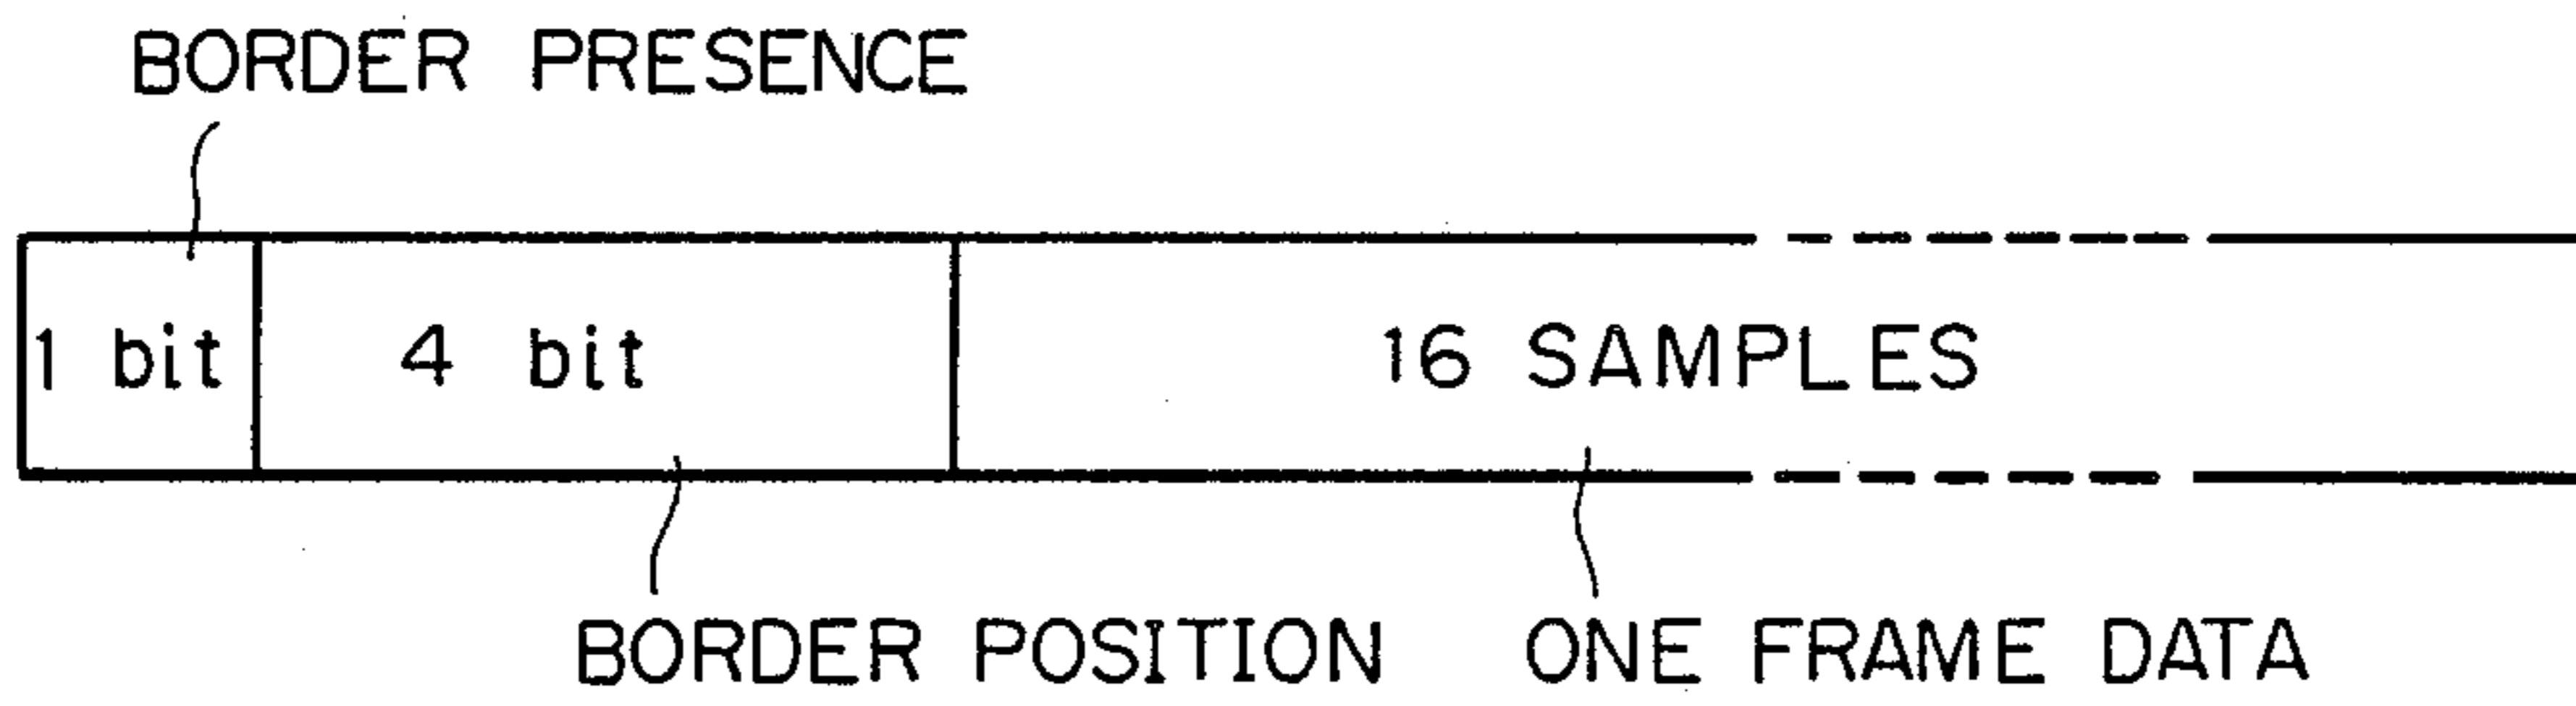 BORDER PRESENCE
1 bit 4 bit 16 SAMPLES
BORDER POSITION ONE FRAME DATA